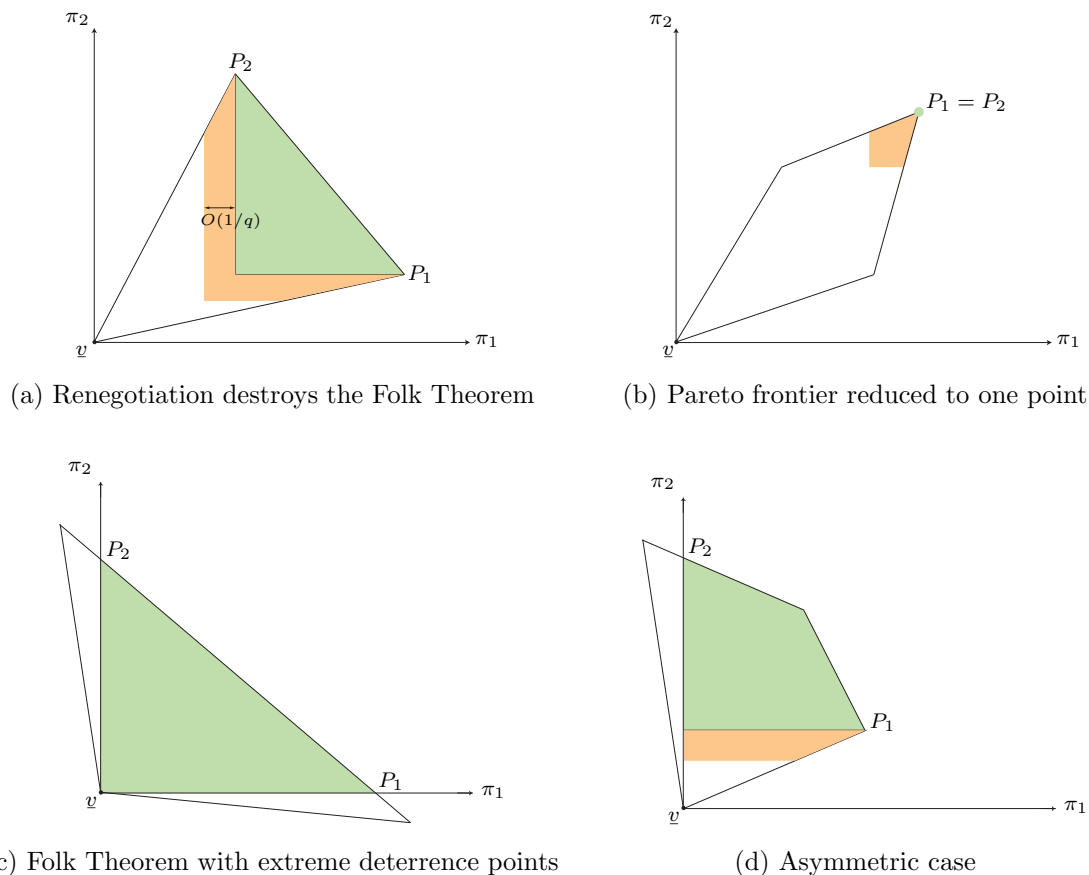 π₂
P₂
O(1/q)
P₁
v̲
π₁
(a) Renegotiation destroys the Folk Theorem
π₂
P₁ = P₂
v̲
π₁
(b) Pareto frontier reduced to one point
π₂
P₂
P₁
v̲
π₁
) Folk Theorem with extreme deterrence points
π₂
P₂
P₁
v̲
π₁
(d) Asymmetric case